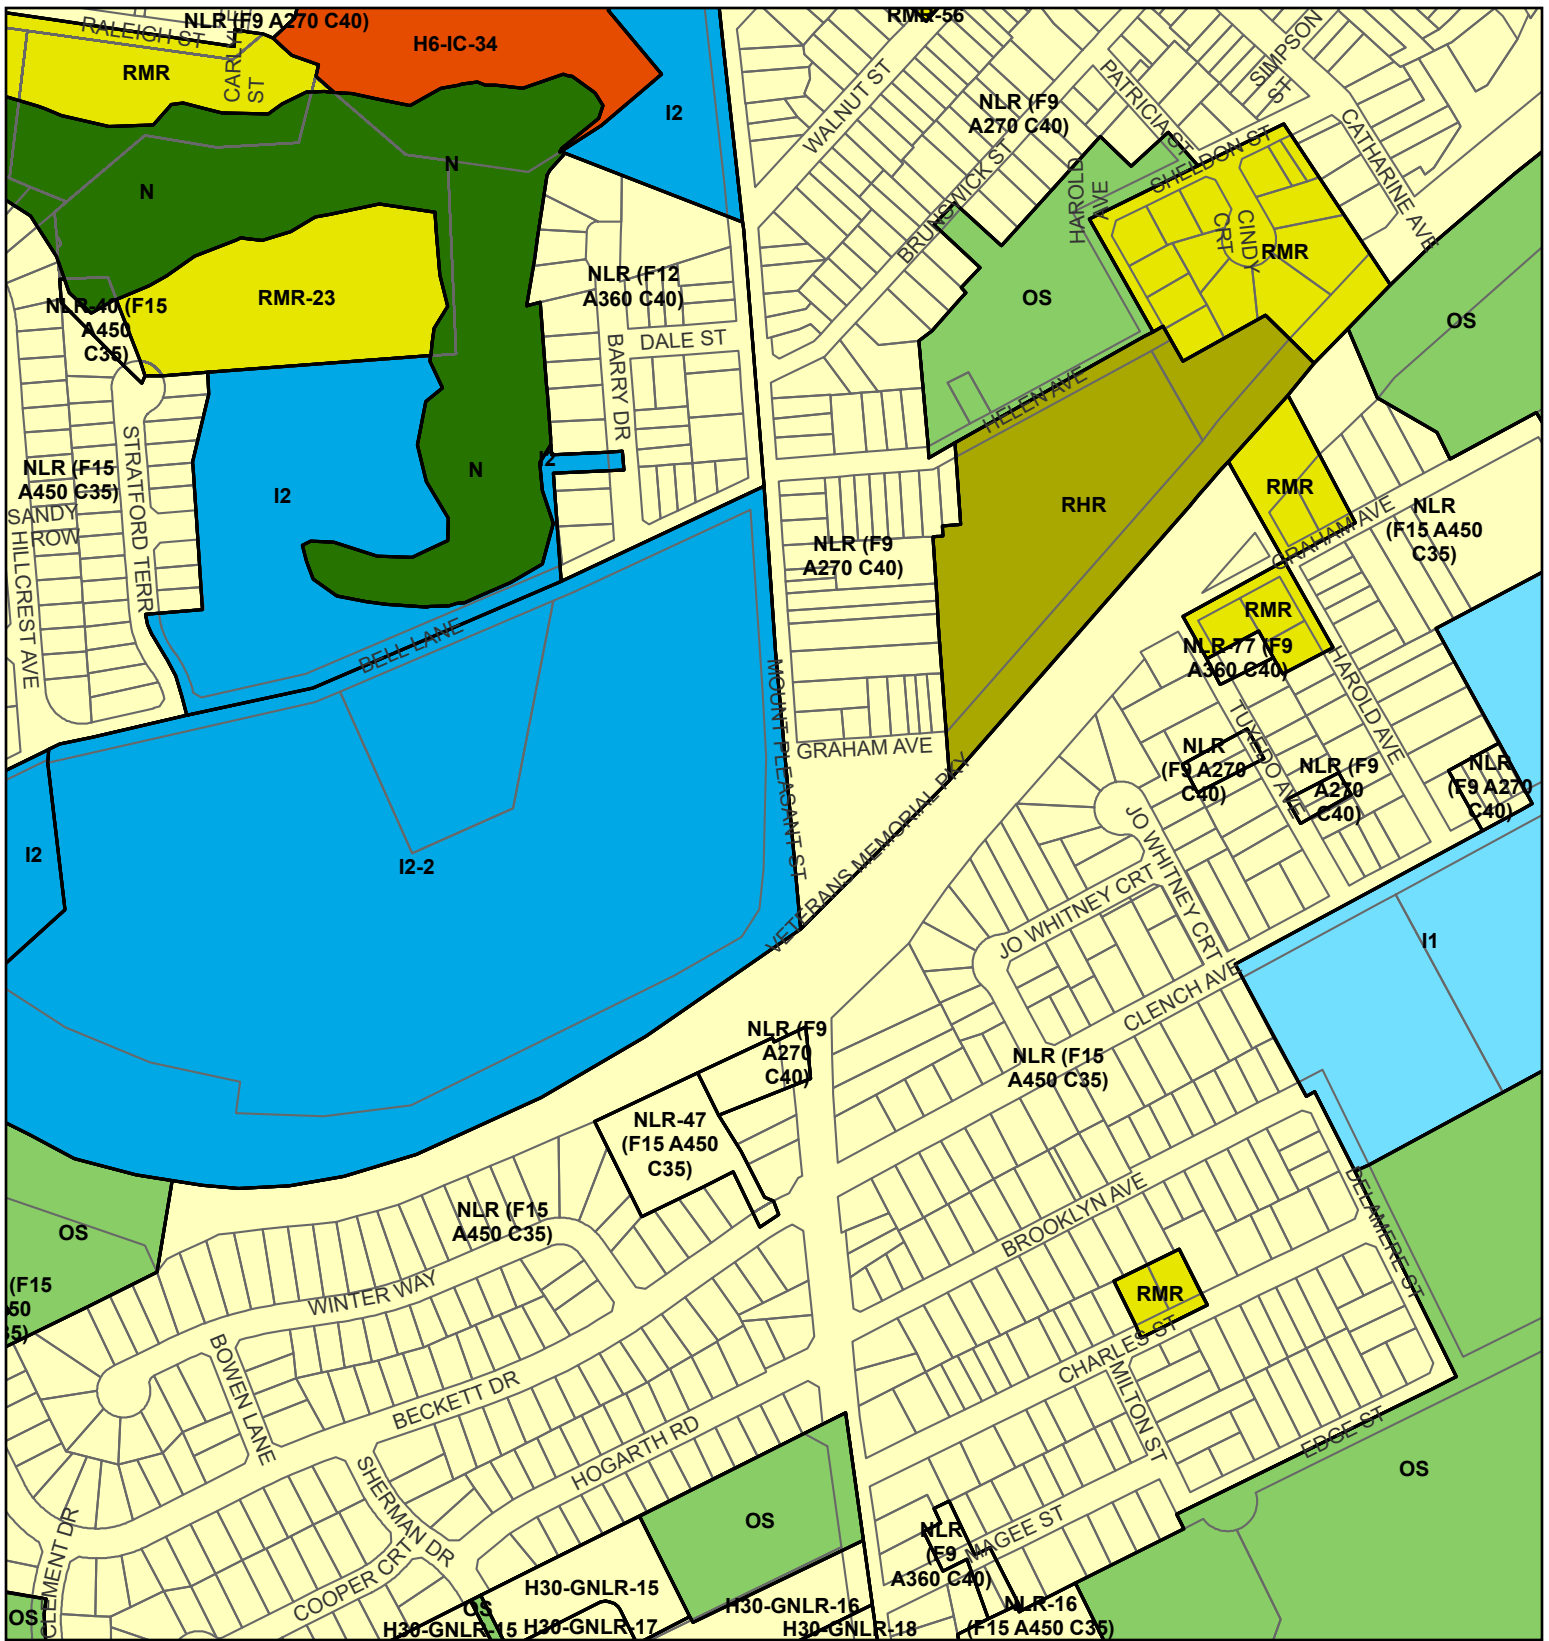 NLR (F9 A270 C40)
RALEIGH ST
RMR
H6-IC-34
RMR-56
I2
WALNUT ST
NLR (F9
A270 C40)
PATRICIA ST
SIMPSON
ST
CATHARINE AVE
SHELDON ST
HAROLD
AVE
BRUNSWICK ST
CINDY
CRT
RMR
N
N
NLR (F12
A360 C40)
RMR-23
OS
OS
NLR-40 (F15
A450
C35)
BARRY DR
DALE ST
HELEN AVE
NLR (F15
A450 C35)
SANDY
ROW
HILLCREST AVE
STRATFORD TERR
I2
N
I2
RHR
RMR
GRAHAM AVE
NLR
(F15 A450
C35)
NLR (F9
A270 C40)
RMR
NLR-77 (F9
A360 C40)
HAROLD AVE
BELL LANE
MOUNT PLEASANT ST
GRAHAM AVE
VETERANS MEMORIAL PKY
TUXEDO AVE
NLR
(F9 A270
C40)
NLR (F9
A270
C40)
NLR
(F9 A270
C40)
I2
I2-2
JO WHITNEY CRT
JO WHITNEY CRT
CLENCH AVE
I1
NLR (F9
A270
C40)
NLR (F15
A450 C35)
NLR-47
(F15 A450
C35)
OS
NLR (F15
A450 C35)
BROOKLYN AVE
DELAMERE ST
(F15
WINTER WAY
RMR
CHARLES ST
MILTON ST
BOWEN LANE
BECKETT DR
HOGARTH RD
EDGE ST
OS
SHERMAN DR
OS
CLEMENT DR
COOPER CRT
NLR
(F9
A360 C40)
MAGEE ST
OS
OS
H30-GNLR-15
H30-GNLR-15
H30-GNLR-17
H30-GNLR-16
H30-GNLR-18
NLR-16
(F15 A450 C35)